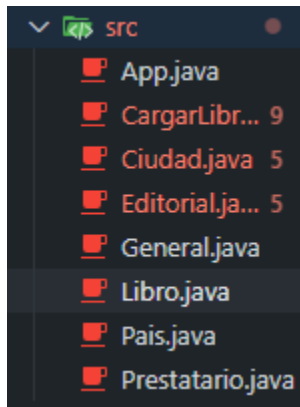 src
App.java
CargarLibr... 9
Ciudad.java 5
Editorial.ja... 5
General.java
Libro.java
Pais.java
Prestatario.java